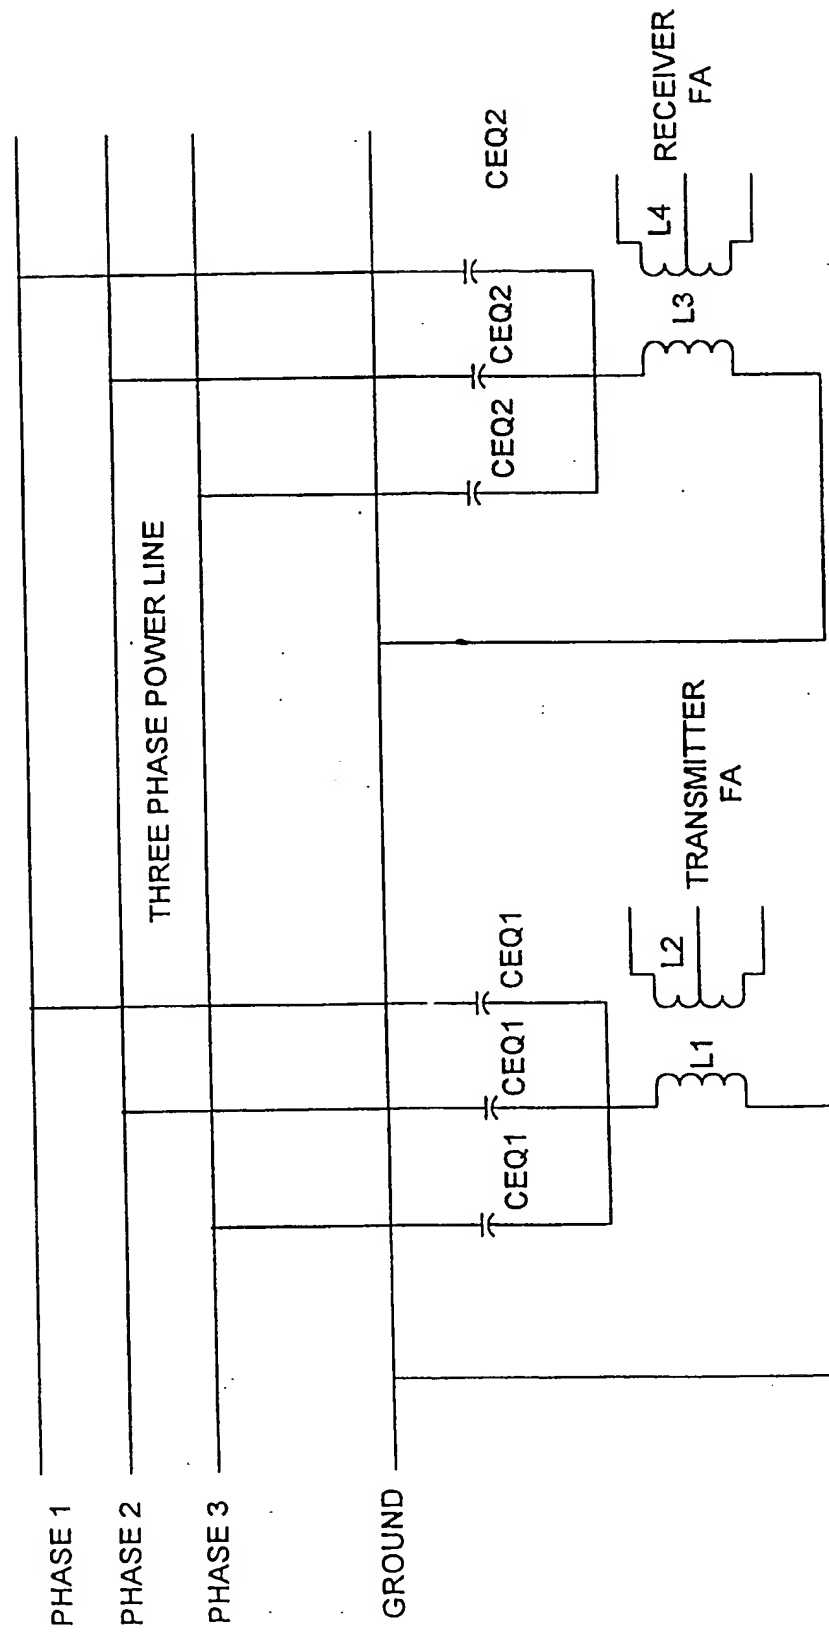 PHASE 1
PHASE 2
PHASE 3
GROUND
THREE PHASE POWER LINE
CEQ1
CEQ1
CEQ1
L1
L2
TRANSMITTER
FA
CEQ2
CEQ2
CEQ2
L3
L4
RECEIVER
FA